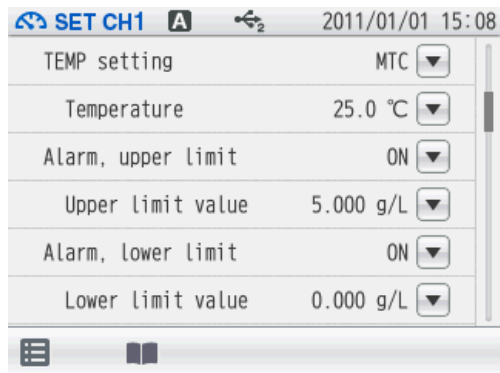 SET CH1 A 2 2011/01/01 15:08
TEMP setting MTC
Temperature 25.0 ℃
Alarm, upper limit ON
Upper limit value 5.000 g/L
Alarm, lower limit ON
Lower limit value 0.000 g/L